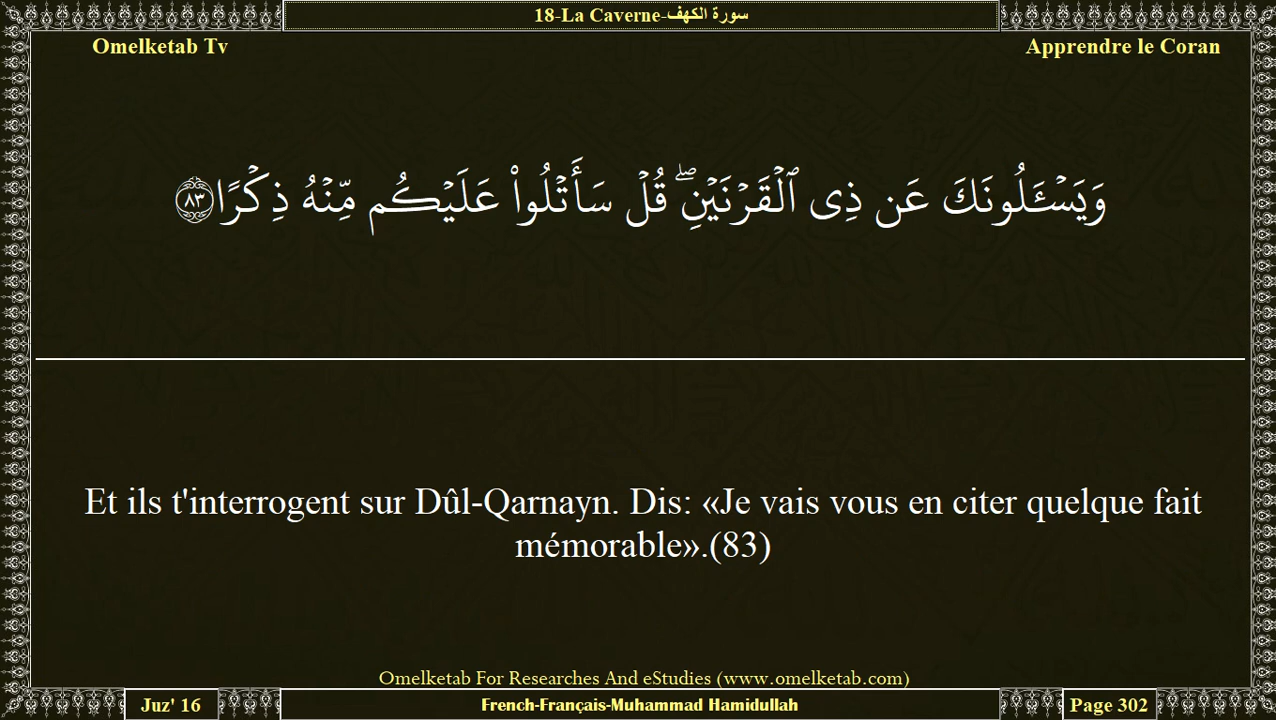 18-La Caverne-سورة الكهف
Omelketab Tv
Apprendre le Coran
وَيَسْـَٔلُونَكَ عَن ذِى ٱلْقَرْنَيْنِ ۖ قُلْ سَأَتْلُوا۟ عَلَيْكُم مِّنْهُ ذِكْرًا ٨٣
Et ils t'interrogent sur Dûl-Qarnayn. Dis: «Je vais vous en citer quelque fait
mémorable».(83)
Omelketab For Researches And eStudies (www.omelketab.com)
Juz' 16
French-Français-Muhammad Hamidullah
Page 302